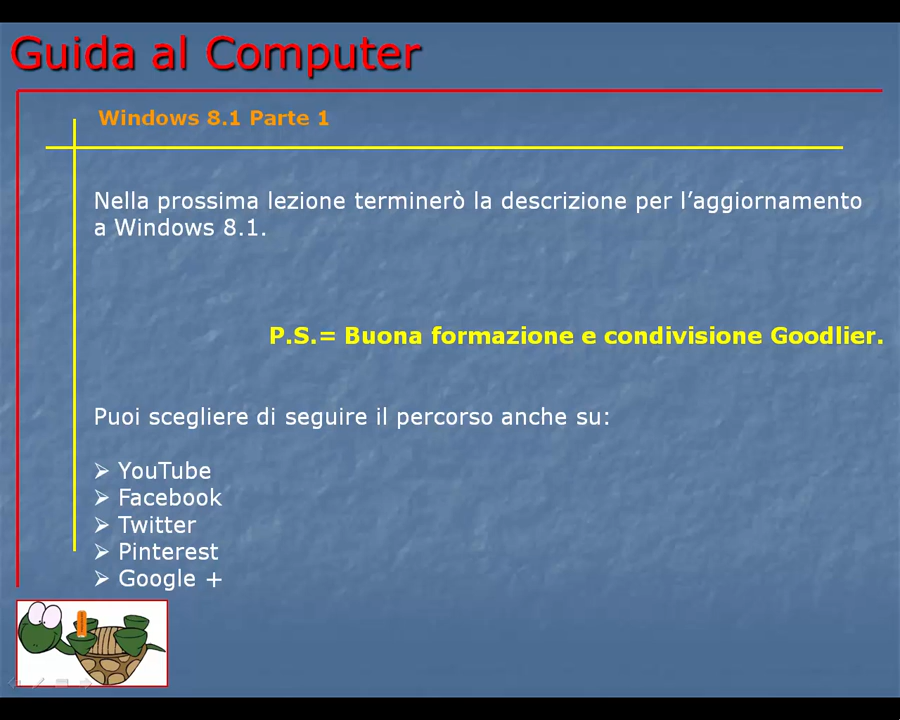 Guida al Computer
Windows 8.1 Parte 1
Nella prossima lezione terminerò la descrizione per l’aggiornamento
a Windows 8.1.
P.S.= Buona formazione e condivisione Goodlier.
Puoi scegliere di seguire il percorso anche su:
➢ YouTube
➢ Facebook
➢ Twitter
➢ Pinterest
➢ Google +